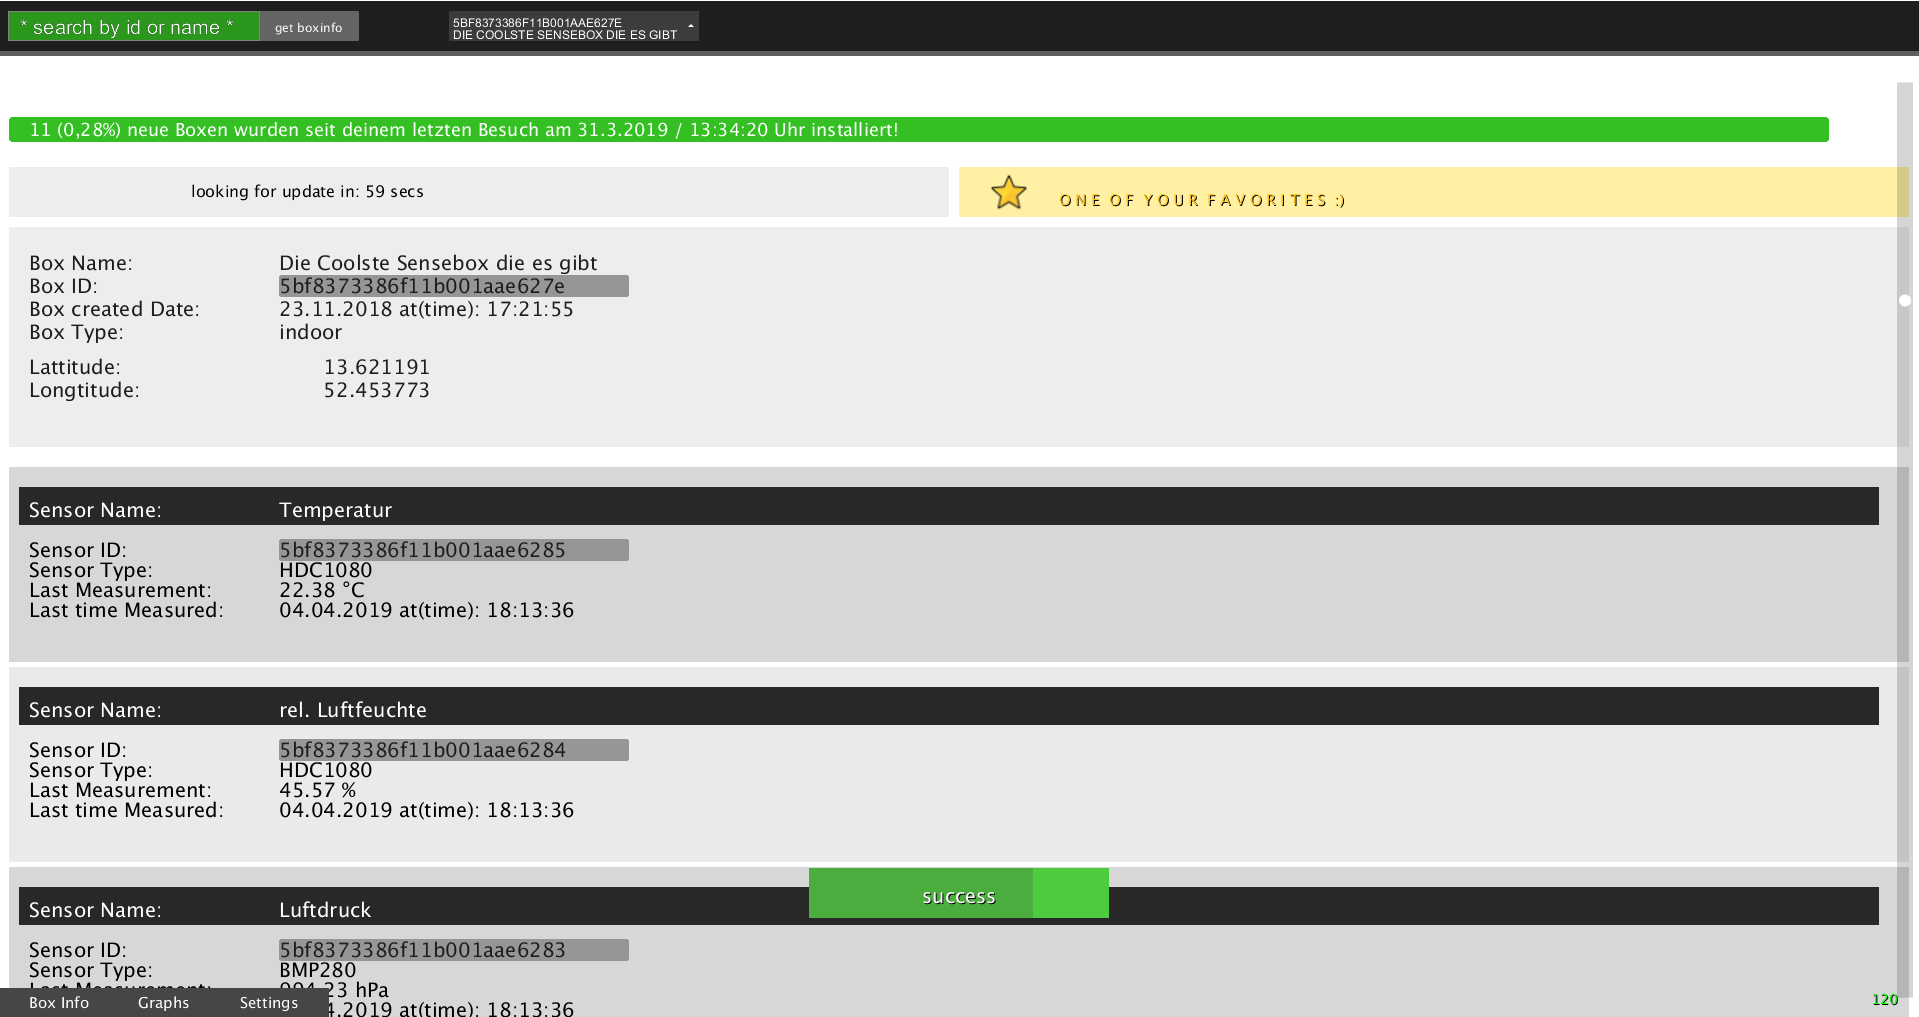 * search by id or name *
get boxinfo
5BF8373386F11B001AAE627E
DIE COOLSTE SENSEBOX DIE ES GIBT
11 (0,28%) neue Boxen wurden seit deinem letzten Besuch am 31.3.2019 / 13:34:20 Uhr installiert!
looking for update in: 59 secs
ONE OF YOUR FAVORITES :)
Box Name: Die Coolste Sensebox die es gibt
Box ID: 5bf8373386f11b001aae627e
Box created Date: 23.11.2018 at(time): 17:21:55
Box Type: indoor
Lattitude: 13.621191
Longtitude: 52.453773
Sensor Name: Temperatur
Sensor ID: 5bf8373386f11b001aae6285
Sensor Type: HDC1080
Last Measurement: 22.38 °C
Last time Measured: 04.04.2019 at(time): 18:13:36
Sensor Name: rel. Luftfeuchte
Sensor ID: 5bf8373386f11b001aae6284
Sensor Type: HDC1080
Last Measurement: 45.57 %
Last time Measured: 04.04.2019 at(time): 18:13:36
success
Sensor Name: Luftdruck
Sensor ID: 5bf8373386f11b001aae6283
Sensor Type: BMP280
Last Measurement: hPa
at(time): 18:13:36
Box Info Graphs Settings
120